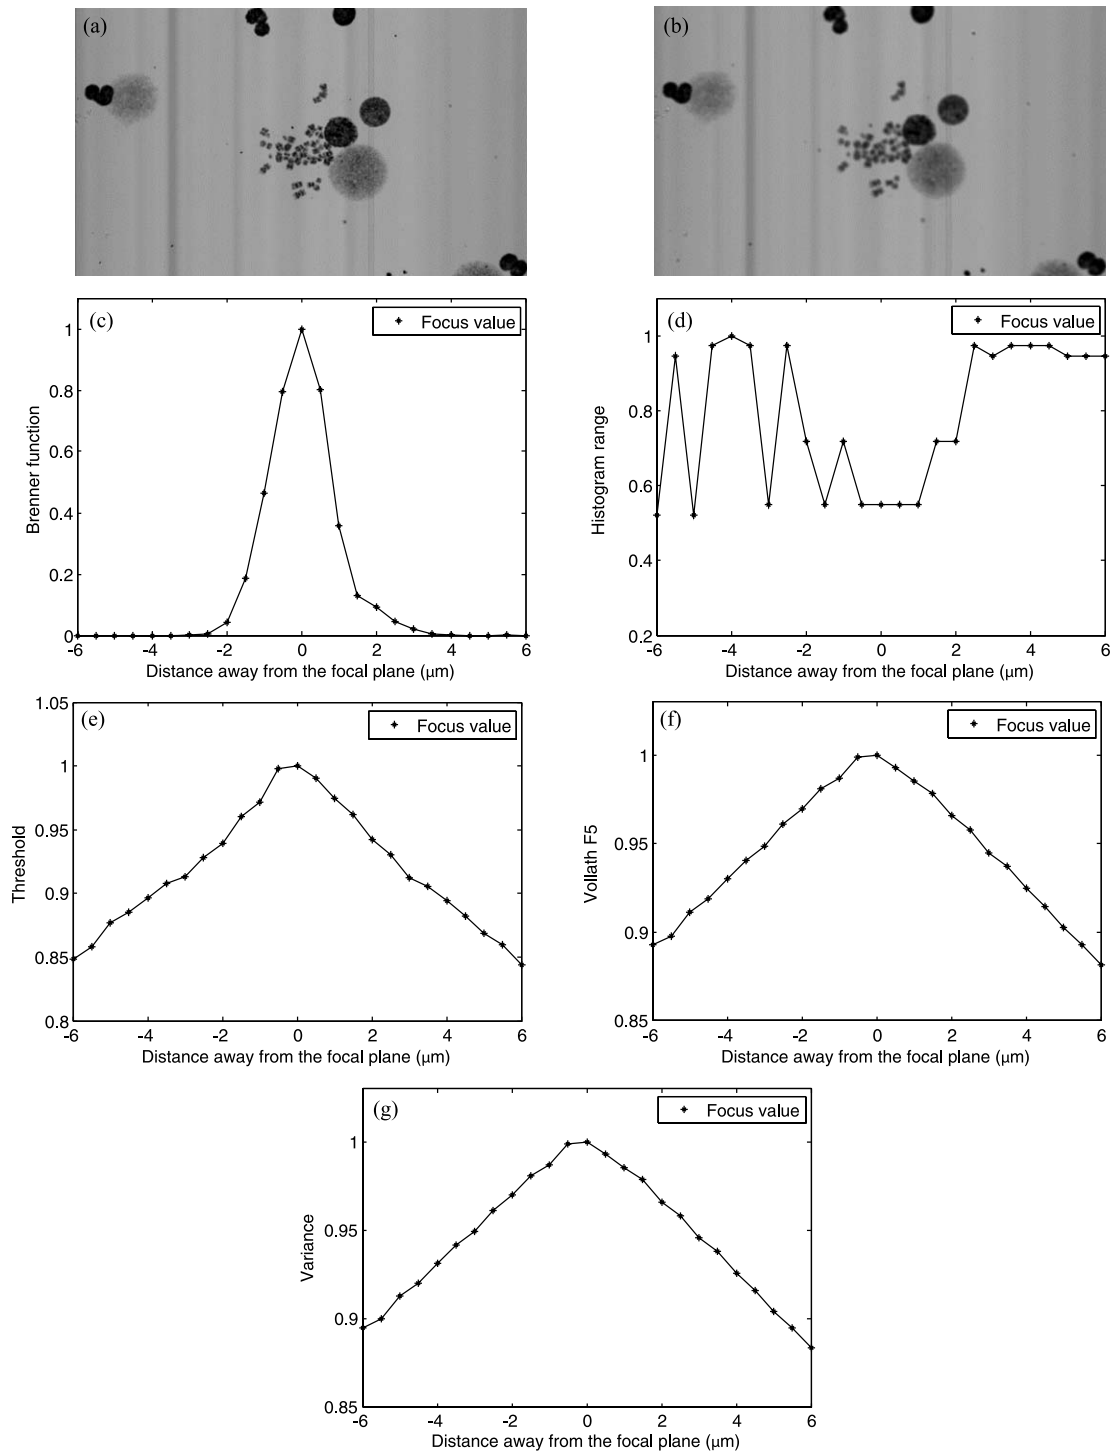 (a)
(b)
(c)
Focus value
1
0.8
0.6
0.4
0.2
0
-6 -4 -2 0 2 4 6
Brenner function
Distance away from the focal plane (µm)
(d)
Focus value
1
0.8
0.6
0.4
0.2
-6 -4 -2 0 2 4 6
Histogram range
Distance away from the focal plane (µm)
(e)
Focus value
1.05
1
0.95
0.9
0.85
0.8
-6 -4 -2 0 2 4 6
Threshold
Distance away from the focal plane (µm)
(f)
Focus value
1
0.95
0.9
0.85
-6 -4 -2 0 2 4 6
Vollath F5
Distance away from the focal plane (µm)
(g)
Focus value
1
0.95
0.9
0.85
-6 -4 -2 0 2 4 6
Variance
Distance away from the focal plane (µm)